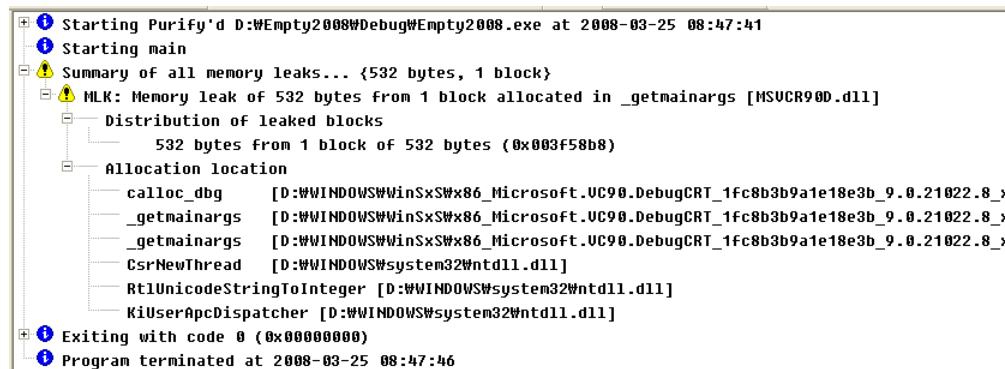 Starting Purify'd D:₩Empty2008₩Debug₩Empty2008.exe at 2008-03-25 08:47:41
Starting main
Summary of all memory leaks... {532 bytes, 1 block}
MLK: Memory leak of 532 bytes from 1 block allocated in _getmainargs [MSVCR90D.dll]
Distribution of leaked blocks
532 bytes from 1 block of 532 bytes (0x003f58b8)
Allocation location
calloc_dbg [D:₩WINDOWS₩WinSxS₩x86_Microsoft.VC90.DebugCRT_1fc8b3b9a1e18e3b_9.0.21022.8_x
_getmainargs [D:₩WINDOWS₩WinSxS₩x86_Microsoft.VC90.DebugCRT_1fc8b3b9a1e18e3b_9.0.21022.8_x
_getmainargs [D:₩WINDOWS₩WinSxS₩x86_Microsoft.VC90.DebugCRT_1fc8b3b9a1e18e3b_9.0.21022.8_x
CsrNewThread [D:₩WINDOWS₩system32₩ntdll.dll]
RtlUnicodeStringToInteger [D:₩WINDOWS₩system32₩ntdll.dll]
KiUserApcDispatcher [D:₩WINDOWS₩system32₩ntdll.dll]
Exiting with code 0 (0x00000000)
Program terminated at 2008-03-25 08:47:46